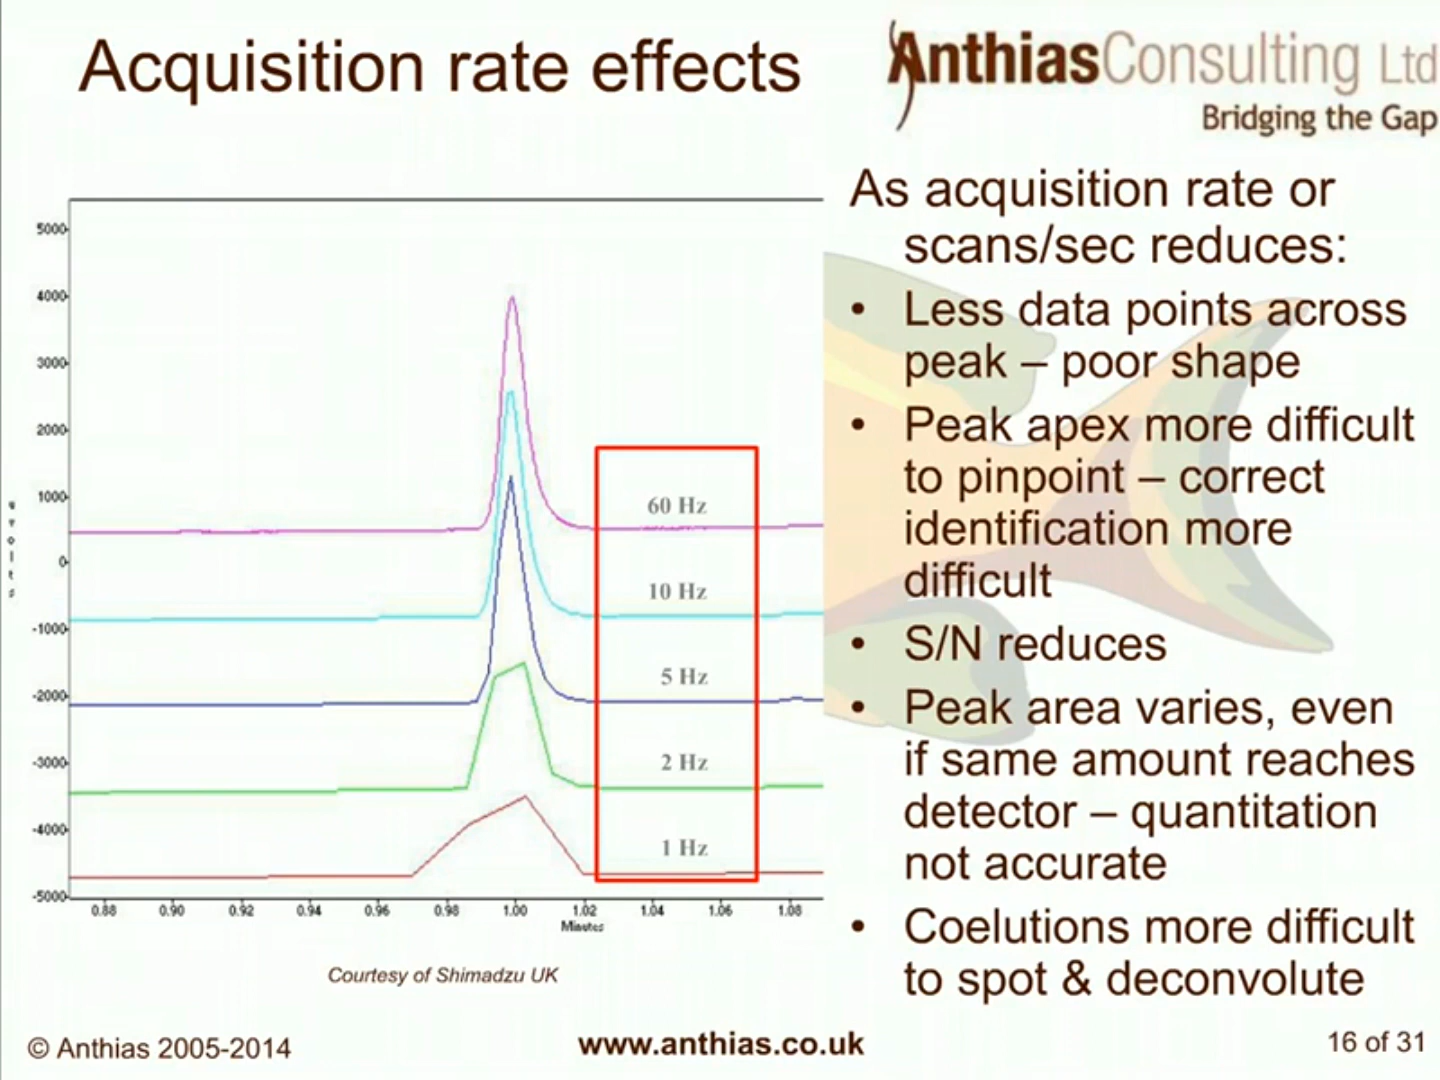 Acquisition rate effects
AnthiasConsulting Ltd
Bridging the Gap
As acquisition rate or
scans/sec reduces:
• Less data points across
peak – poor shape
• Peak apex more difficult
to pinpoint – correct
identification more
difficult
• S/N reduces
• Peak area varies, even
if same amount reaches
detector – quantitation
not accurate
• Coelutions more difficult
to spot & deconvolute
5000
4000
3000
2000
1000
0
-1000
-2000
-3000
-4000
-5000
60 Hz
10 Hz
5 Hz
2 Hz
1 Hz
0.88 0.90 0.92 0.94 0.96 0.98 1.00 1.02 1.04 1.06 1.08
Minutes
Courtesy of Shimadzu UK
© Anthias 2005-2014
www.anthias.co.uk
16 of 31